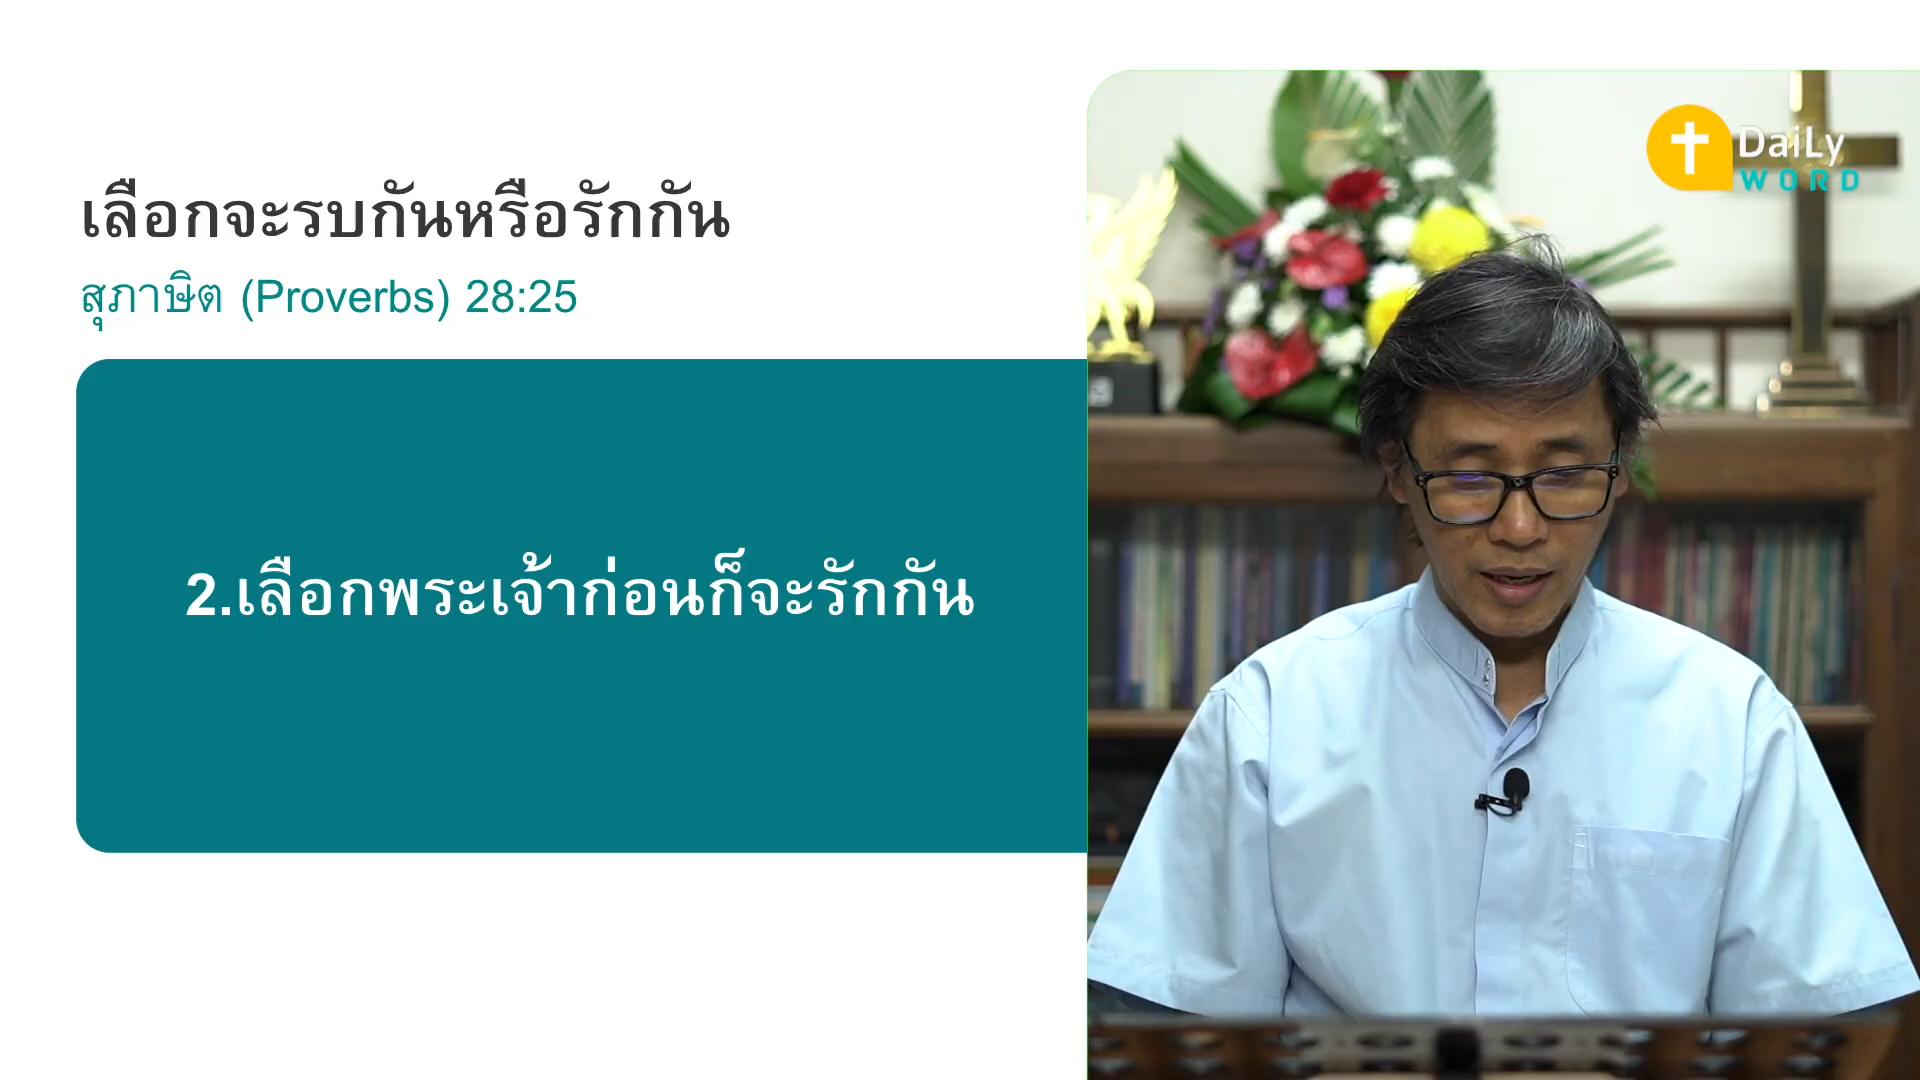 เลือกจะรบกันหรือรักกัน
สุภาษิต (Proverbs) 28:25
2.เลือกพระเจ้าก่อนก็จะรักกัน
DaiLy
WORD